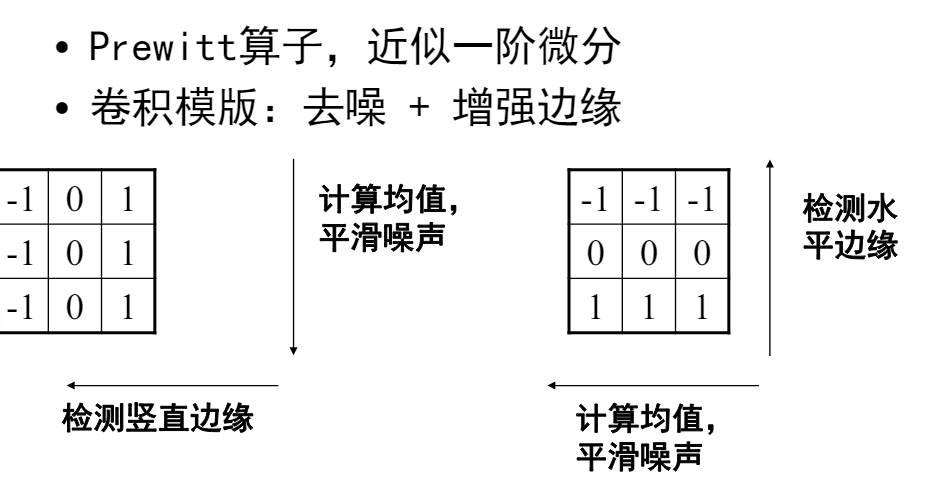 • Prewitt算子，近似一阶微分
• 卷积模版：去噪 + 增强边缘
-1 0 1
-1 0 1
-1 0 1
计算均值，
平滑噪声
检测竖直边缘
-1 -1 -1
0 0 0
1 1 1
检测水
平边缘
计算均值，
平滑噪声